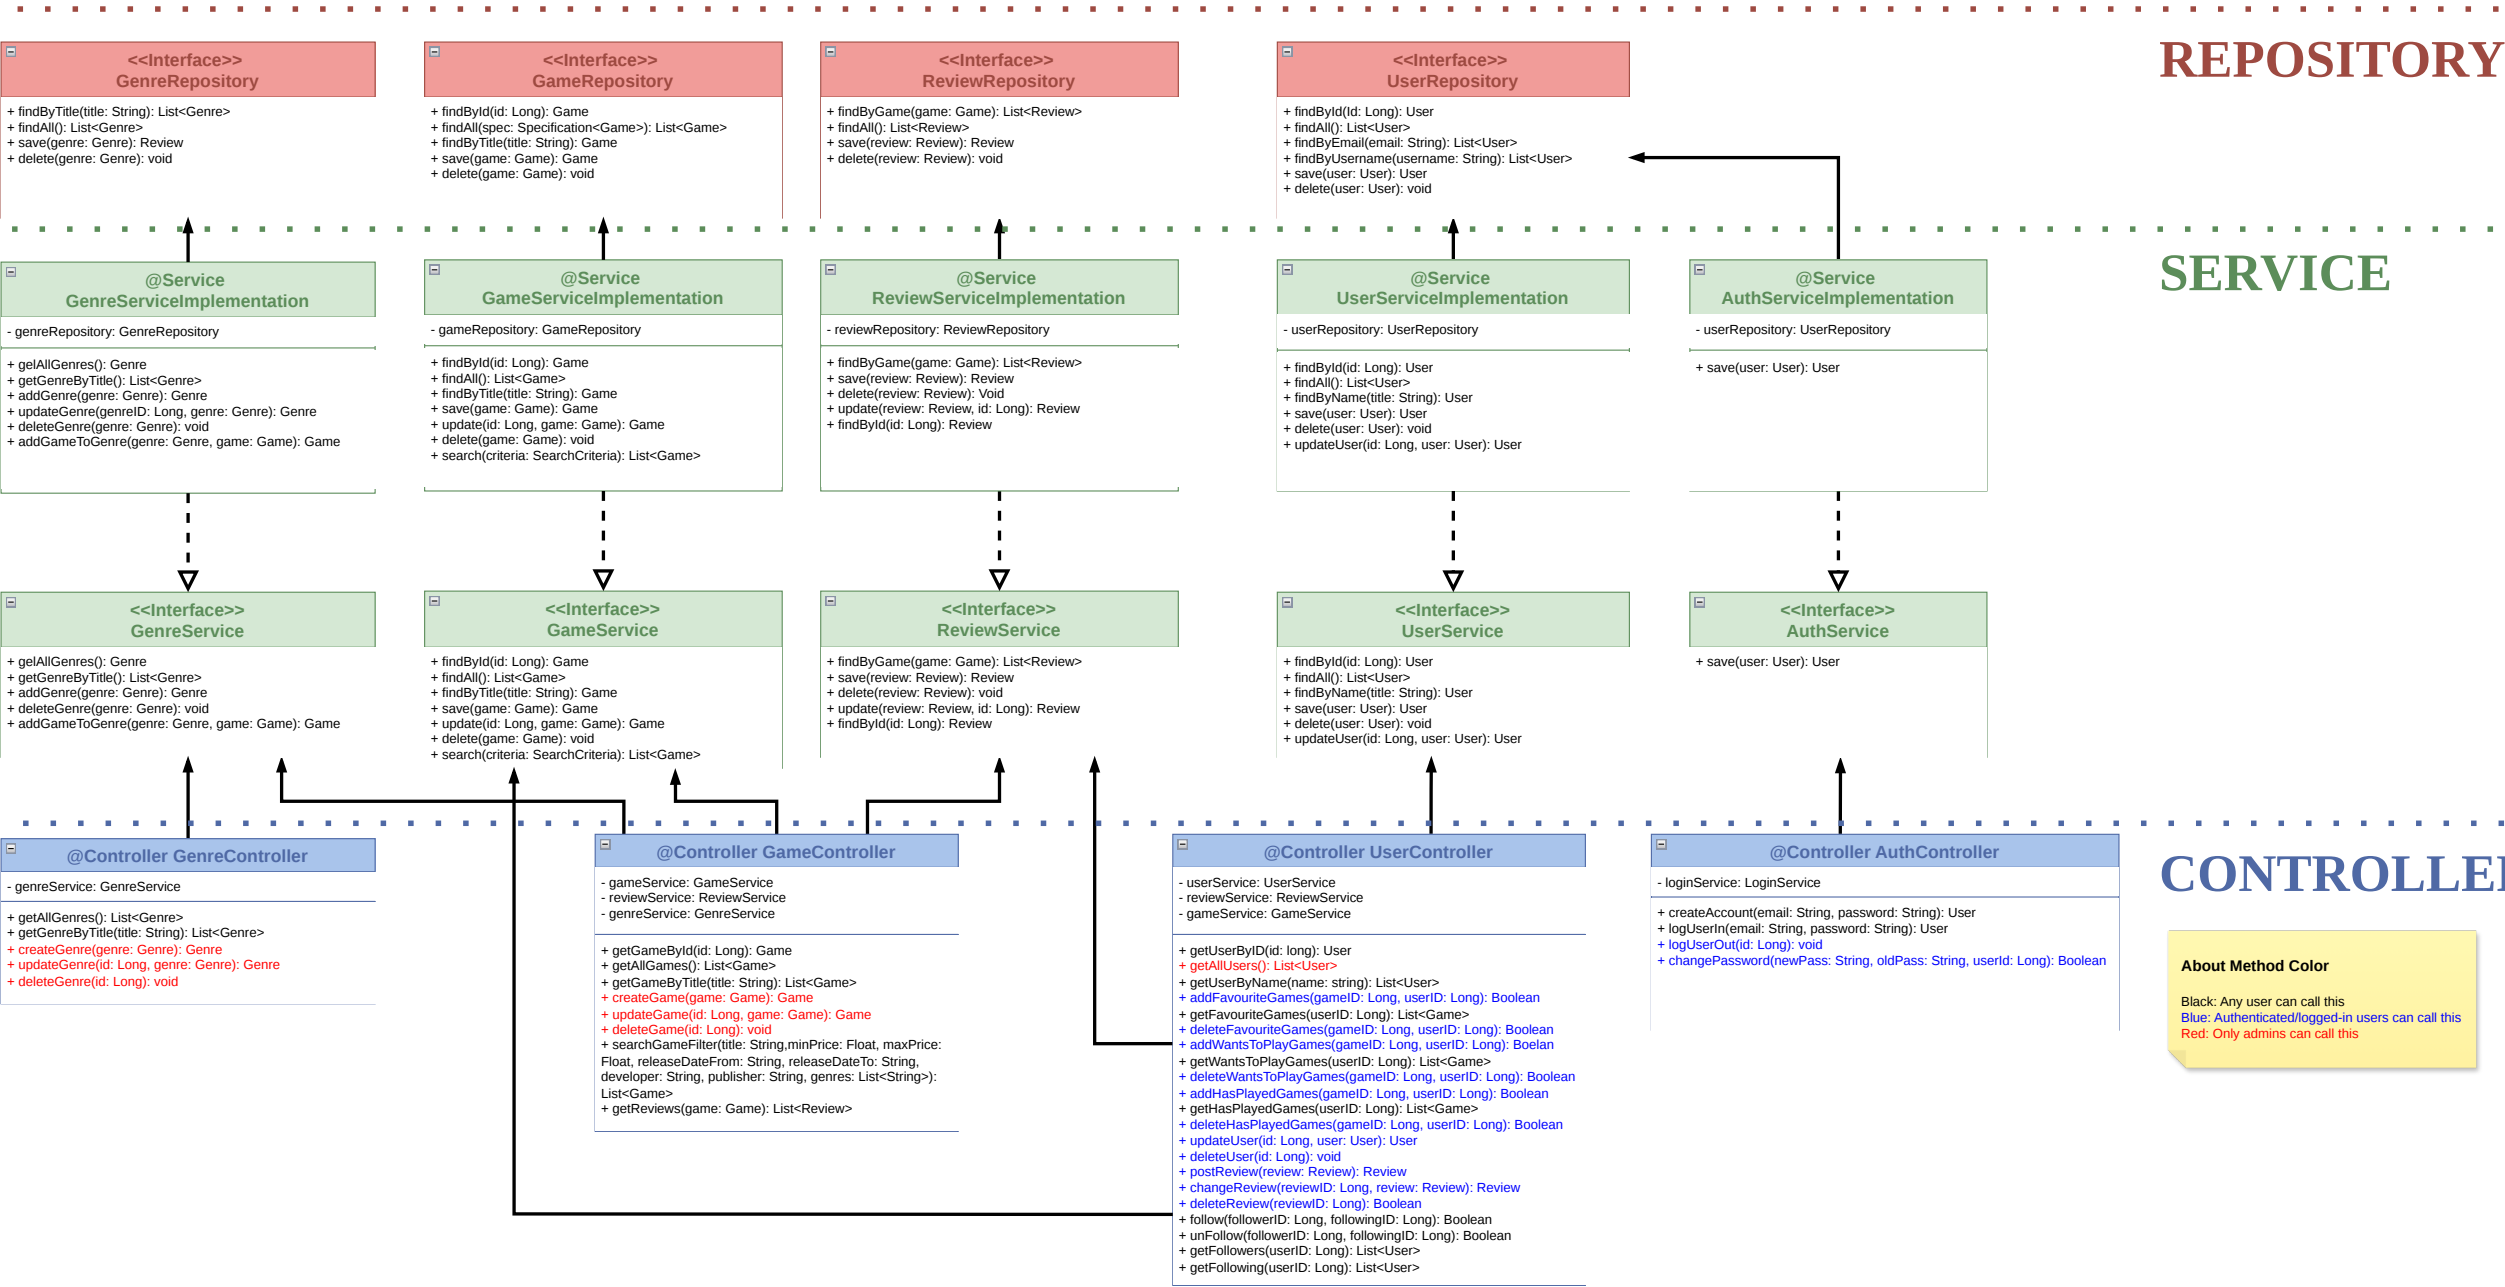 REPOSITORY
<<Interface>>
GenreRepository
+ findByTitle(title: String): List<Genre>
+ findAll(): List<Genre>
+ save(genre: Genre): Review
+ delete(genre: Genre): void
<<Interface>>
GameRepository
+ findById(id: Long): Game
+ findAll(spec: Specification<Game>): List<Game>
+ findByTitle(title: String): Game
+ save(game: Game): Game
+ delete(game: Game): void
<<Interface>>
ReviewRepository
+ findByGame(game: Game): List<Review>
+ findAll(): List<Review>
+ save(review: Review): Review
+ delete(review: Review): void
<<Interface>>
UserRepository
+ findById(Id: Long): User
+ findAll(): List<User>
+ findByEmail(email: String): List<User>
+ findByUsername(username: String): List<User>
+ save(user: User): User
+ delete(user: User): void
SERVICE
@Service
GenreServiceImplementation
- genreRepository: GenreRepository
+ gelAllGenres(): Genre
+ getGenreByTitle(): List<Genre>
+ addGenre(genre: Genre): Genre
+ updateGenre(genreID: Long, genre: Genre): Genre
+ deleteGenre(genre: Genre): void
+ addGameToGenre(genre: Genre, game: Game): Game
@Service
GameServiceImplementation
- gameRepository: GameRepository
+ findById(id: Long): Game
+ findAll(): List<Game>
+ findByTitle(title: String): Game
+ save(game: Game): Game
+ update(id: Long, game: Game): Game
+ delete(game: Game): void
+ search(criteria: SearchCriteria): List<Game>
@Service
ReviewServiceImplementation
- reviewRepository: ReviewRepository
+ findByGame(game: Game): List<Review>
+ save(review: Review): Review
+ delete(review: Review): Void
+ update(review: Review, id: Long): Review
+ findById(id: Long): Review
@Service
UserServiceImplementation
- userRepository: UserRepository
+ findById(id: Long): User
+ findAll(): List<User>
+ findByName(title: String): User
+ save(user: User): User
+ delete(user: User): void
+ updateUser(id: Long, user: User): User
@Service
AuthServiceImplementation
- userRepository: UserRepository
+ save(user: User): User
<<Interface>>
GenreService
+ gelAllGenres(): Genre
+ getGenreByTitle(): List<Genre>
+ addGenre(genre: Genre): Genre
+ deleteGenre(genre: Genre): void
+ addGameToGenre(genre: Genre, game: Game): Game
<<Interface>>
GameService
+ findById(id: Long): Game
+ findAll(): List<Game>
+ findByTitle(title: String): Game
+ save(game: Game): Game
+ update(id: Long, game: Game): Game
+ delete(game: Game): void
+ search(criteria: SearchCriteria): List<Game>
<<Interface>>
ReviewService
+ findByGame(game: Game): List<Review>
+ save(review: Review): Review
+ delete(review: Review): void
+ update(review: Review, id: Long): Review
+ findById(id: Long): Review
<<Interface>>
UserService
+ findById(id: Long): User
+ findAll(): List<User>
+ findByName(title: String): User
+ save(user: User): User
+ delete(user: User): void
+ updateUser(id: Long, user: User): User
<<Interface>>
AuthService
+ save(user: User): User
CONTROLLE
@Controller GenreController
- genreService: GenreService
+ getAllGenres(): List<Genre>
+ getGenreByTitle(title: String): List<Genre>
+ createGenre(genre: Genre): Genre
+ updateGenre(id: Long, genre: Genre): Genre
+ deleteGenre(id: Long): void
@Controller GameController
- gameService: GameService
- reviewService: ReviewService
- genreService: GenreService
+ getGameById(id: Long): Game
+ getAllGames(): List<Game>
+ getGameByTitle(title: String): List<Game>
+ createGame(game: Game): Game
+ updateGame(id: Long, game: Game): Game
+ deleteGame(id: Long): void
+ searchGameFilter(title: String,minPrice: Float, maxPrice:
Float, releaseDateFrom: String, releaseDateTo: String,
developer: String, publisher: String, genres: List<String>):
List<Game>
+ getReviews(game: Game): List<Review>
@Controller UserController
- userService: UserService
- reviewService: ReviewService
- gameService: GameService
+ getUserByID(id: long): User
+ getAllUsers(): List<User>
+ getUserByName(name: string): List<User>
+ addFavouriteGames(gameID: Long, userID: Long): Boolean
+ getFavouriteGames(userID: Long): List<Game>
+ deleteFavouriteGames(gameID: Long, userID: Long): Boolean
+ addWantsToPlayGames(gameID: Long, userID: Long): Boelan
+ getWantsToPlayGames(userID: Long): List<Game>
+ deleteWantsToPlayGames(gameID: Long, userID: Long): Boolean
+ addHasPlayedGames(gameID: Long, userID: Long): Boolean
+ getHasPlayedGames(userID: Long): List<Game>
+ deleteHasPlayedGames(gameID: Long, userID: Long): Boolean
+ updateUser(id: Long, user: User): User
+ deleteUser(id: Long): void
+ postReview(review: Review): Review
+ changeReview(reviewID: Long, review: Review): Review
+ deleteReview(reviewID: Long): Boolean
+ follow(followerID: Long, followingID: Long): Boolean
+ unFollow(followerID: Long, followingID: Long): Boolean
+ getFollowers(userID: Long): List<User>
+ getFollowing(userID: Long): List<User>
@Controller AuthController
- loginService: LoginService
+ createAccount(email: String, password: String): User
+ logUserIn(email: String, password: String): User
+ logUserOut(id: Long): void
+ changePassword(newPass: String, oldPass: String, userId: Long): Boolean
About Method Color
Black: Any user can call this
Blue: Authenticated/logged-in users can call this
Red: Only admins can call this